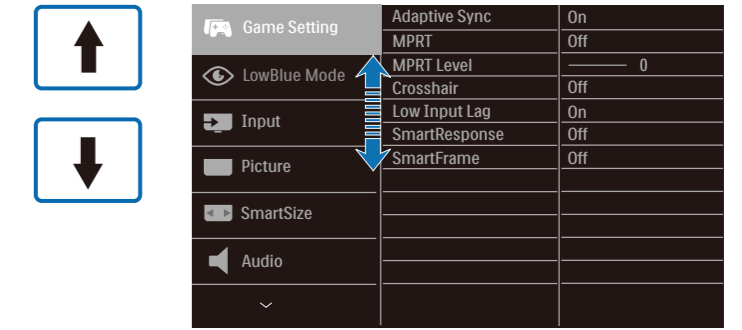 Game Setting
LowBlue Mode
Input
Picture
SmartSize
Audio
Adaptive Sync On
MPRT Off
MPRT Level 0
Crosshair Off
Low Input Lag On
SmartResponse Off
SmartFrame Off